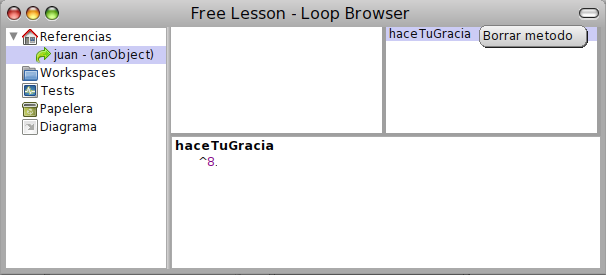 Free Lesson - Loop Browser
Referencias
juan - (anObject)
Workspaces
Tests
Papelera
Diagrama
haceTuGracia
Borrar metodo
haceTuGracia
^8.